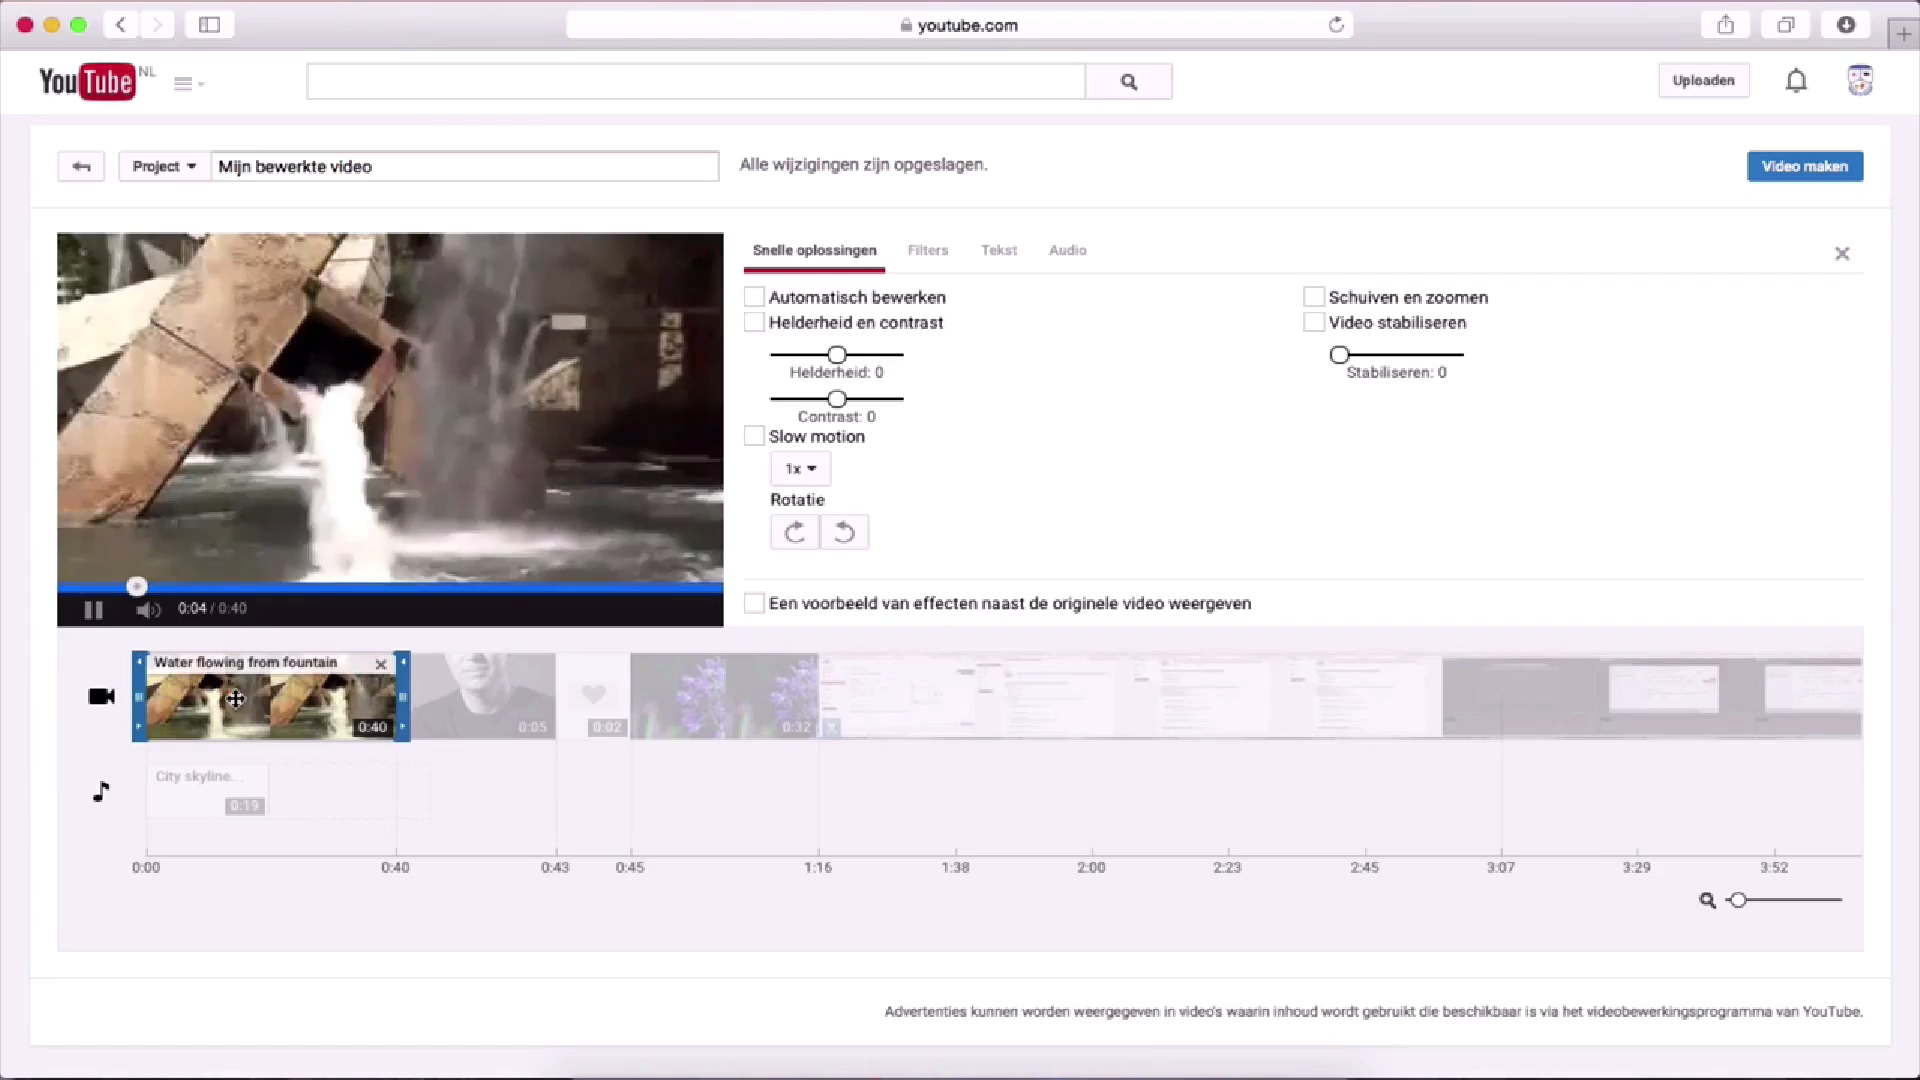 youtube.com
YouTube NL
Uploaden
Project
Mijn bewerkte video
Alle wijzigingen zijn opgeslagen.
Video maken
Snelle oplossingen
Filters
Tekst
Audio
Automatisch bewerken
Schuiven en zoomen
Helderheid en contrast
Video stabiliseren
Helderheid: 0
Stabiliseren: 0
Contrast: 0
Slow motion
1x
Rotatie
Een voorbeeld van effecten naast de originele video weergeven
0:04 / 0:40
Water flowing from fountain
0:40
0:05
0:02
0:32
City skyline...
0:19
0:00
0:40
0:43
0:45
1:16
1:38
2:00
2:23
2:45
3:07
3:29
3:52
Advertenties kunnen worden weergegeven in video's waarin inhoud wordt gebruikt die beschikbaar is via het videobewerkingsprogramma van YouTube.